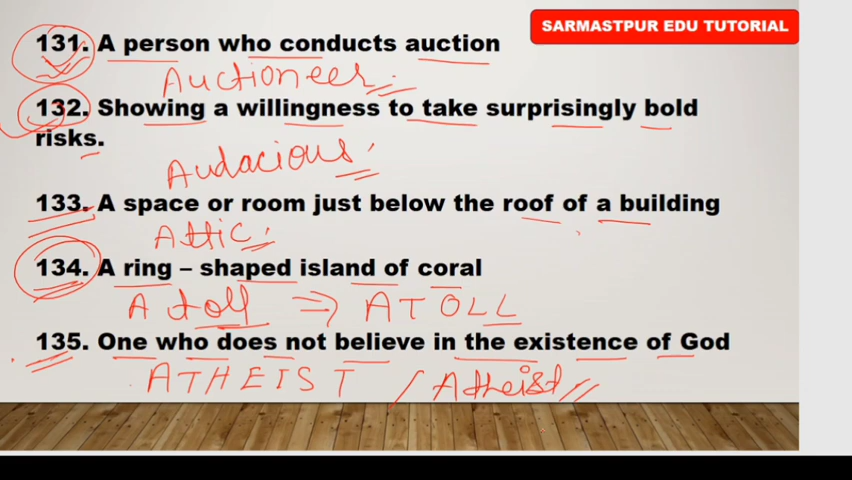 SARMASTPUR EDU TUTORIAL
131. A person who conducts auction
Auctioneer
132. Showing a willingness to take surprisingly bold
risks.
Audacious
133. A space or room just below the roof of a building
Attic
134. A ring – shaped island of coral
Atoll ⇒ ATOLL
135. One who does not believe in the existence of God
ATHEIST / Atheist